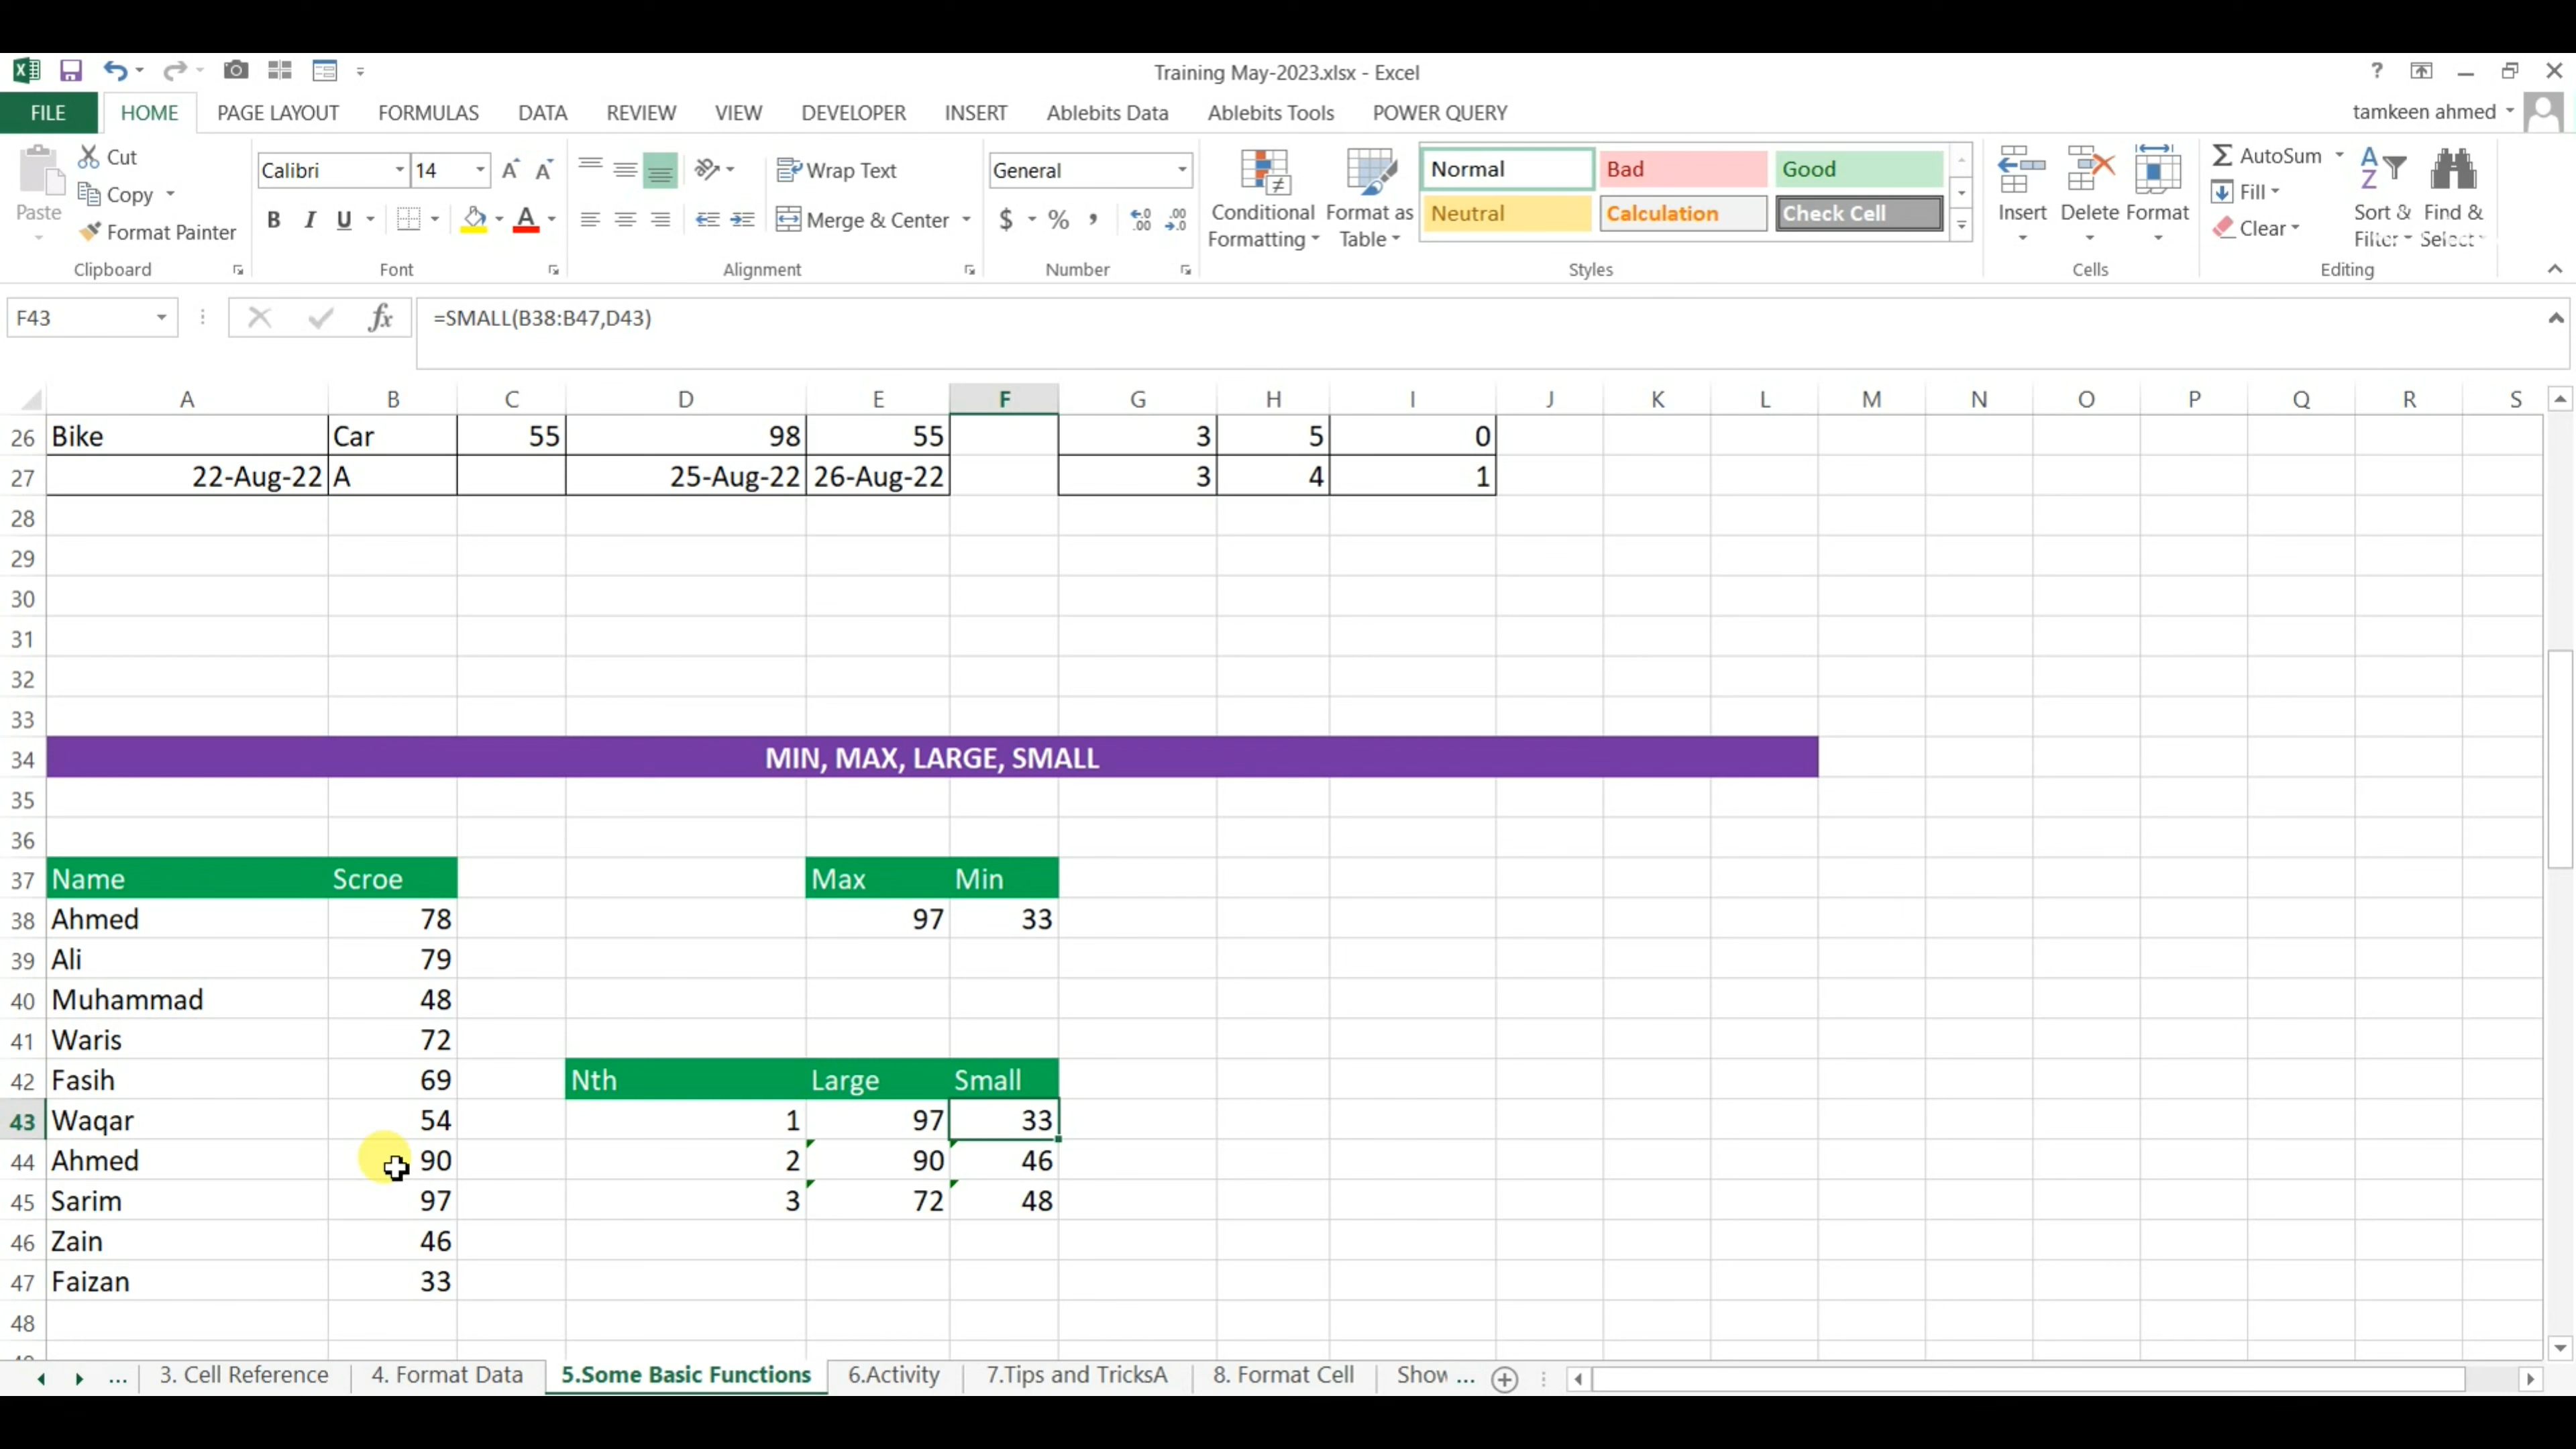 Training May-2023.xlsx - Excel
?
FILE HOME PAGE LAYOUT FORMULAS DATA REVIEW VIEW DEVELOPER INSERT Ablebits Data Ablebits Tools POWER QUERY tamkeen ahmed
Paste
Cut
Copy
Format Painter
Clipboard
Calibri 14
B I U
Font
Wrap Text
Merge & Center
Alignment
General
$ % ,
Number
Conditional Formatting
Format as Table
Normal Bad Good
Neutral Calculation Check Cell
Styles
Insert Delete Format
Cells
AutoSum
Fill
Clear
Sort & Filter
Find & Select
Editing
F43 fx =SMALL(B38:B47,D43)
A B C D E F G H I J K L M N O P Q R S
26 Bike Car 55 98 55 3 5 0
27 22-Aug-22 A 25-Aug-22 26-Aug-22 3 4 1
28
29
30
31
32
33
34 MIN, MAX, LARGE, SMALL
35
36
37 Name Scroe Max Min
38 Ahmed 78 97 33
39 Ali 79
40 Muhammad 48
41 Waris 72
42 Fasih 69 Nth Large Small
43 Waqar 54 1 97 33
44 Ahmed 90 2 90 46
45 Sarim 97 3 72 48
46 Zain 46
47 Faizan 33
48
... 3. Cell Reference 4. Format Data 5.Some Basic Functions 6.Activity 7.Tips and TricksA 8. Format Cell Show ...